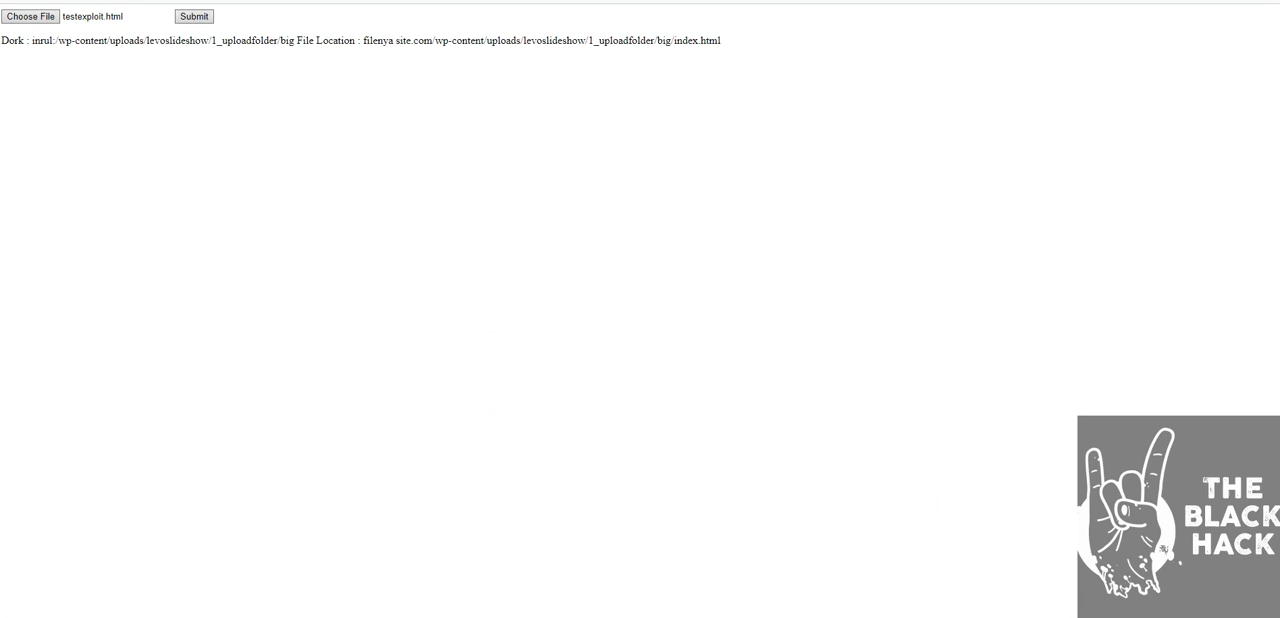 Choose File testexploit.html Submit
Dork : inrul:/wp-content/uploads/levoslideshow/1_uploadfolder/big File Location : filenya site.com/wp-content/uploads/levoslideshow/1_uploadfolder/big/index.html
THE
BLACK
HACK